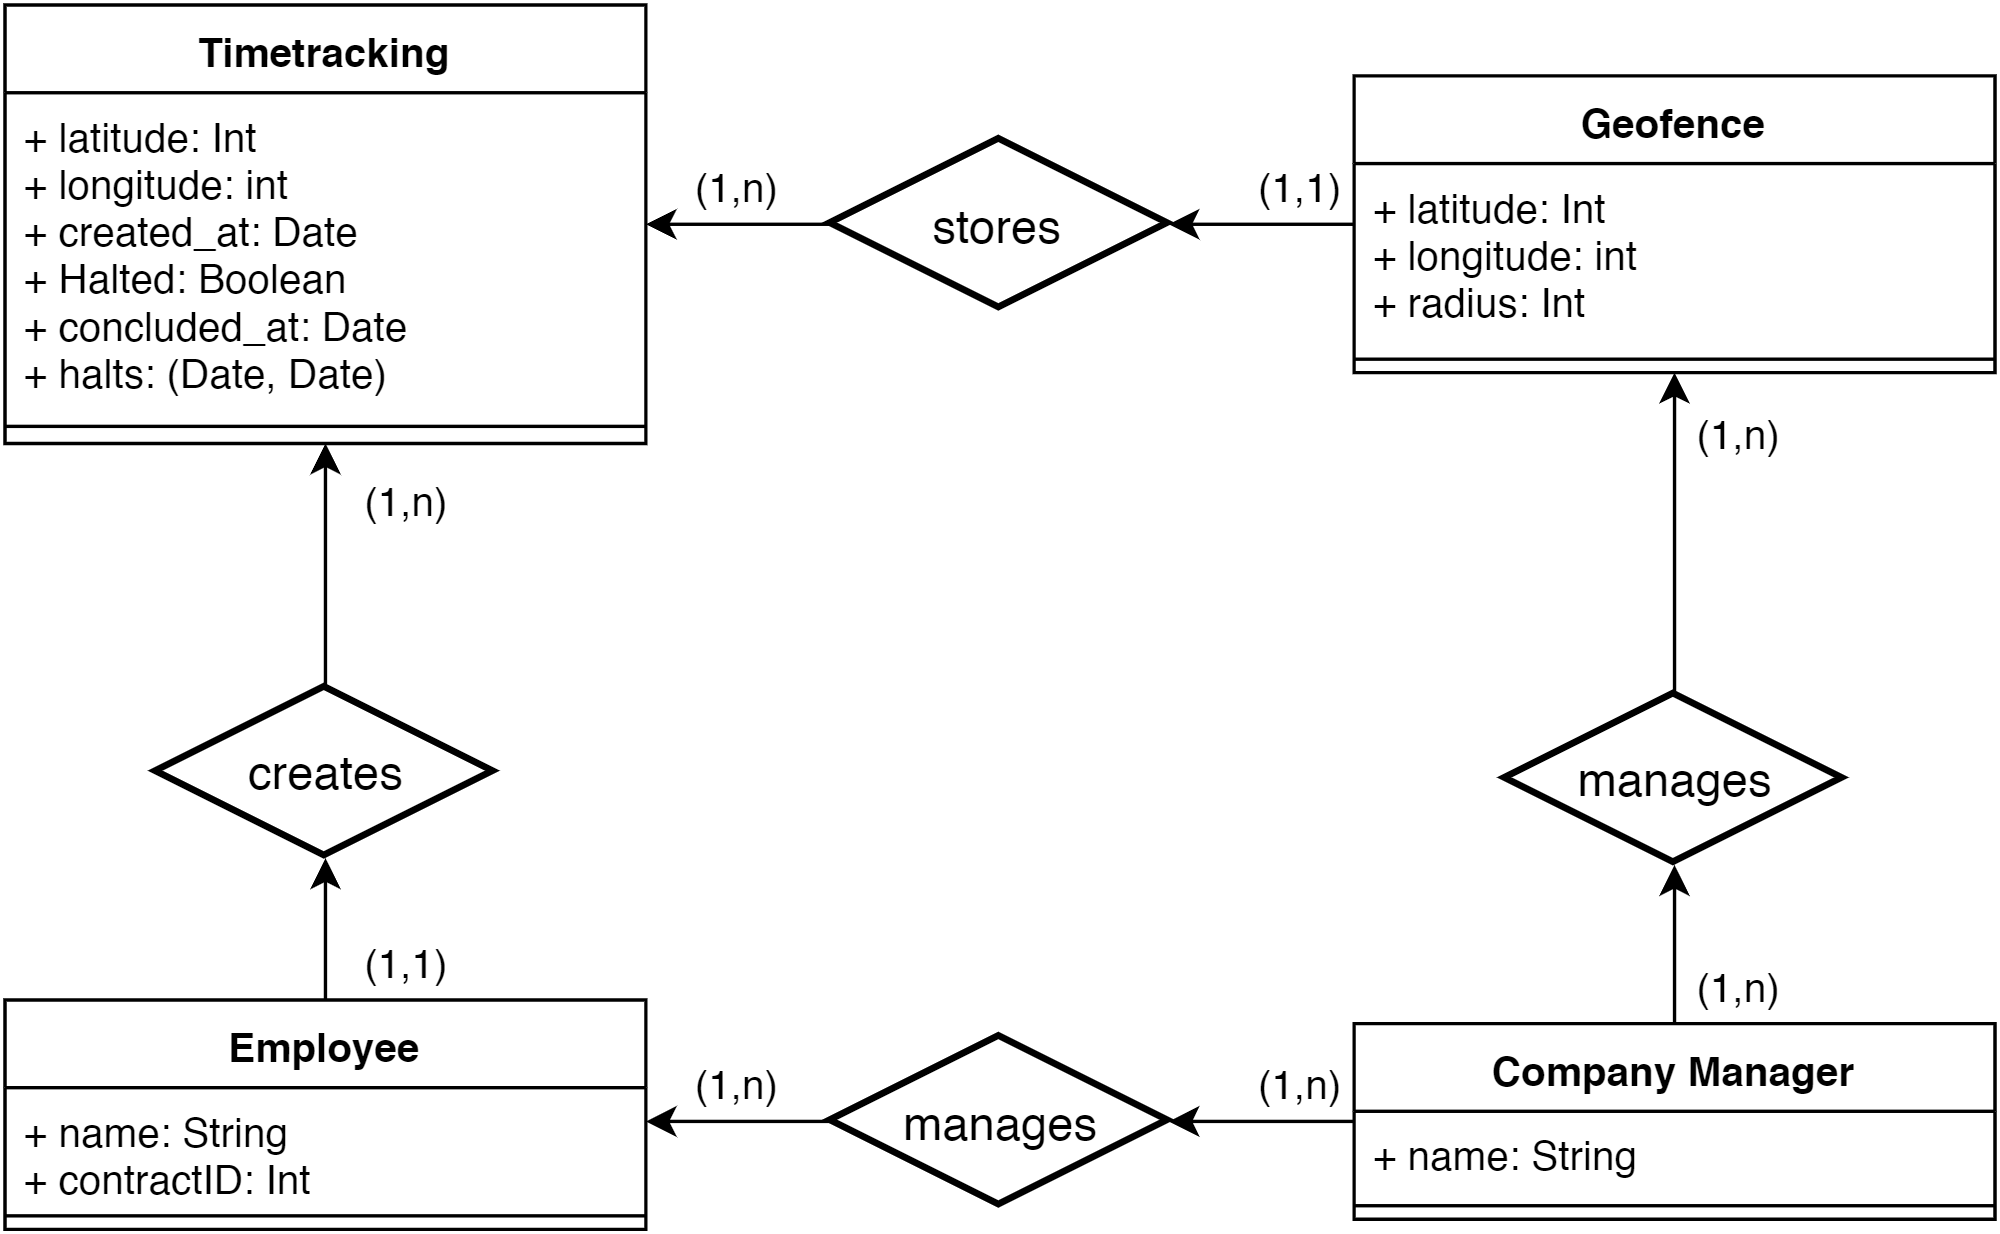 Timetracking
+ latitude: Int
+ longitude: int
+ created_at: Date
+ Halted: Boolean
+ concluded_at: Date
+ halts: (Date, Date)
(1,n)
stores
(1,1)
Geofence
+ latitude: Int
+ longitude: int
+ radius: Int
(1,n)
(1,n)
creates
manages
(1,1)
(1,n)
Employee
+ name: String
+ contractID: Int
(1,n)
manages
(1,n)
Company Manager
+ name: String